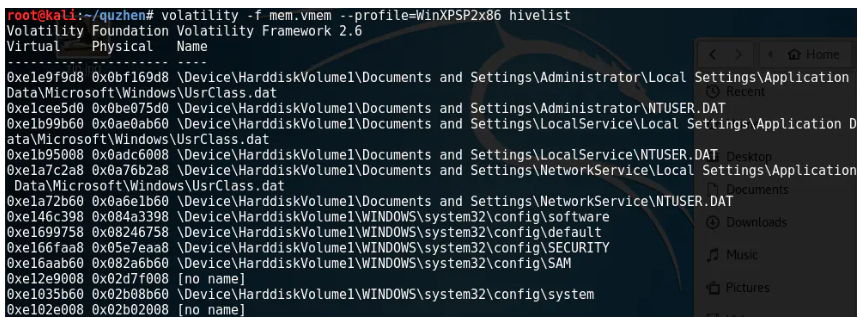 root@kali:~/quzhen# volatility -f mem.vmem --profile=WinXPSP2x86 hivelist
Volatility Foundation Volatility Framework 2.6
Virtual    Physical   Name
---------- ---------- ----
0xe1e9f9d8 0x0bf169d8 \Device\HarddiskVolume1\Documents and Settings\Administrator\Local Settings\Application
Data\Microsoft\Windows\UsrClass.dat
0xe1cee5d0 0x0be075d0 \Device\HarddiskVolume1\Documents and Settings\Administrator\NTUSER.DAT
0xe1b99b60 0x0ae0ab60 \Device\HarddiskVolume1\Documents and Settings\LocalService\Local Settings\Application D
ata\Microsoft\Windows\UsrClass.dat
0xe1b95008 0x0adc6008 \Device\HarddiskVolume1\Documents and Settings\LocalService\NTUSER.DAT
0xe1a7c2a8 0x0a76b2a8 \Device\HarddiskVolume1\Documents and Settings\NetworkService\Local Settings\Application
 Data\Microsoft\Windows\UsrClass.dat
0xe1a72b60 0x0a6e1b60 \Device\HarddiskVolume1\Documents and Settings\NetworkService\NTUSER.DAT
0xe146c398 0x084a3398 \Device\HarddiskVolume1\WINDOWS\system32\config\software
0xe1699758 0x08246758 \Device\HarddiskVolume1\WINDOWS\system32\config\default
0xe166faa8 0x05e7eaa8 \Device\HarddiskVolume1\WINDOWS\system32\config\SECURITY
0xe16aab60 0x082a6b60 \Device\HarddiskVolume1\WINDOWS\system32\config\SAM
0xe12e9008 0x02d7f008 [no name]
0xe1035b60 0x02b08b60 \Device\HarddiskVolume1\WINDOWS\system32\config\system
0xe102e008 0x02b02008 [no name]
Home
Recent
Desktop
Documents
Downloads
Music
Pictures